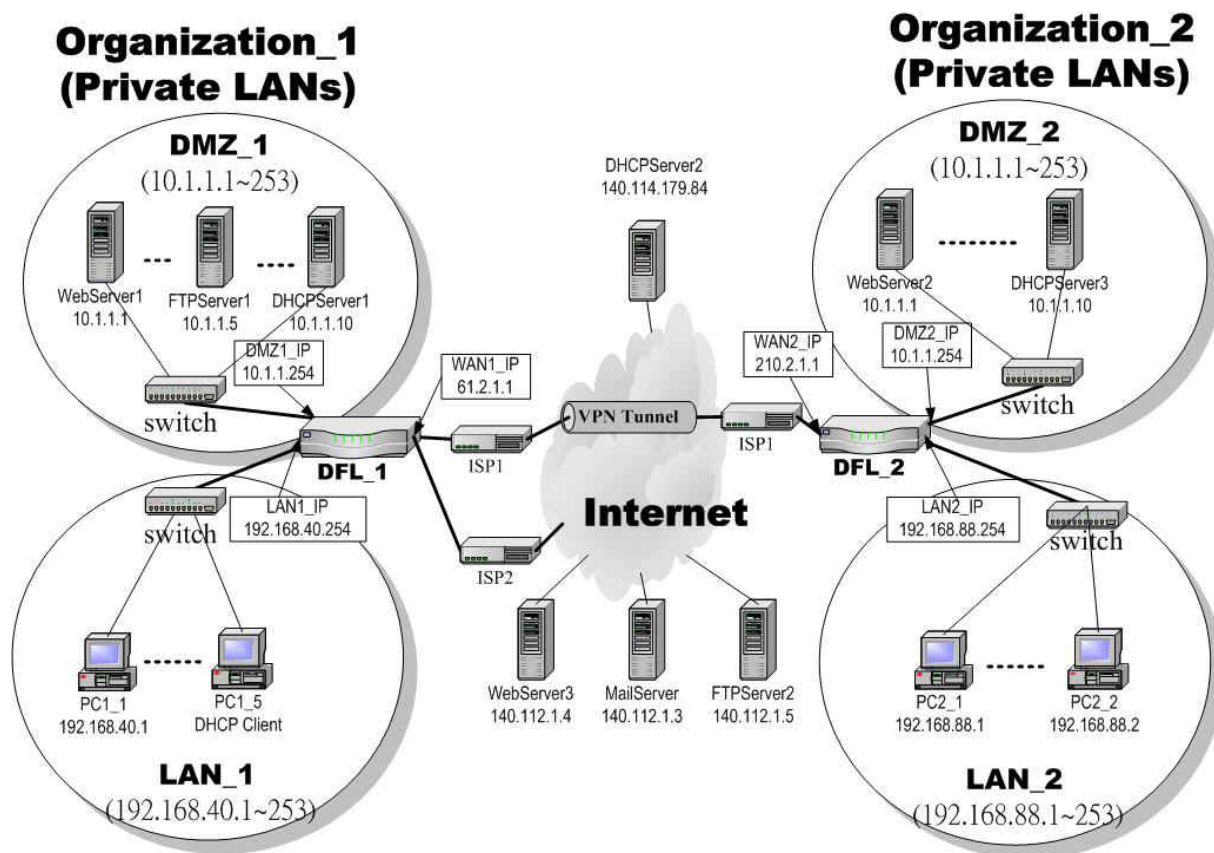 Organization_1
(Private LANs)
DMZ_1
(10.1.1.1~253)
WebServer1
10.1.1.1
FTPServer1
10.1.1.5
DHCPServer1
10.1.1.10
DMZ1_IP
10.1.1.254
switch
WAN1_IP
61.2.1.1
DFL_1
ISP1
LAN1_IP
192.168.40.254
switch
ISP2
PC1_1
192.168.40.1
PC1_5
DHCP Client
LAN_1
(192.168.40.1~253)
DHCPServer2
140.114.179.84
VPN Tunnel
Internet
WebServer3
140.112.1.4
MailServer
140.112.1.3
FTPServer2
140.112.1.5
Organization_2
(Private LANs)
DMZ_2
(10.1.1.1~253)
WebServer2
10.1.1.1
DHCPServer3
10.1.1.10
WAN2_IP
210.2.1.1
DMZ2_IP
10.1.1.254
switch
ISP1
DFL_2
LAN2_IP
192.168.88.254
switch
PC2_1
192.168.88.1
PC2_2
192.168.88.2
LAN_2
(192.168.88.1~253)